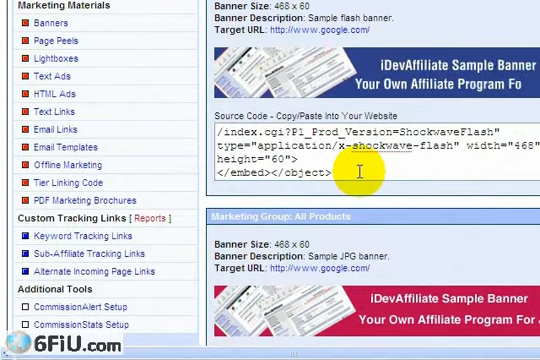 Marketing Materials
Banners
Page Peels
Lightboxes
Text Ads
HTML Ads
Text Links
Email Links
Email Templates
Offline Marketing
Tier Linking Code
PDF Marketing Brochures
Custom Tracking Links [ Reports ]
Keyword Tracking Links
Sub-Affiliate Tracking Links
Alternate Incoming Page Links
Additional Tools
CommissionAlert Setup
CommissionStats Setup
6FiU.com
Banner Size: 468 x 60
Banner Description: Sample flash banner.
Target URL: http://www.google.com/
iDevAffiliate Sample Banner
Your Own Affiliate Program Fo
Source Code - Copy/Paste Into Your Website
/index.cgi?P1_Prod_Version=ShockwaveFlash"
type="application/x-shockwave-flash" width="468"
height="60">
</embed></object>
Marketing Group: All Products
Banner Size: 468 x 60
Banner Description: Sample JPG banner.
Target URL: http://www.google.com/
iDevAffiliate Sample Banner
Your Own Affiliate Program For